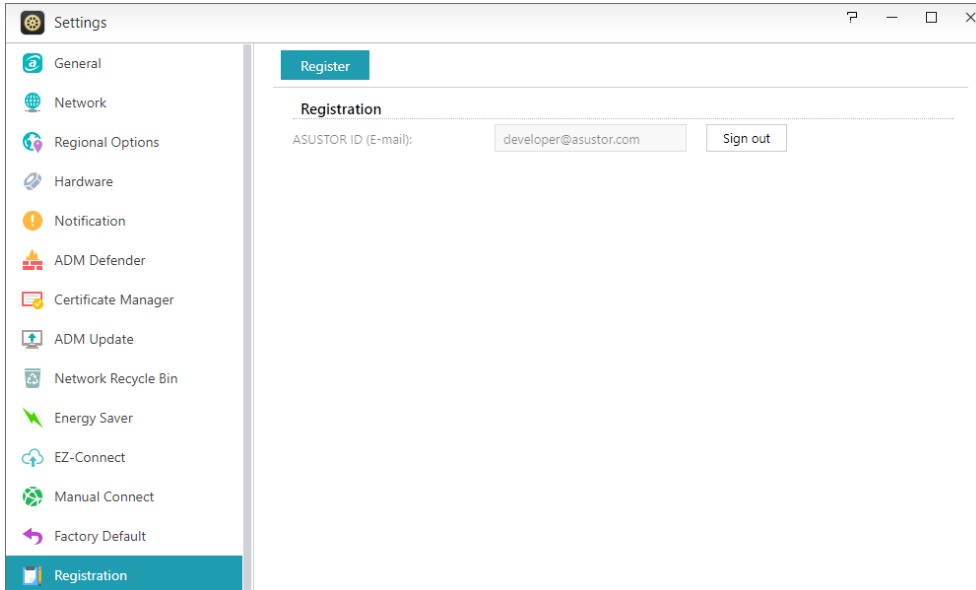 Settings
General
Network
Regional Options
Hardware
Notification
ADM Defender
Certificate Manager
ADM Update
Network Recycle Bin
Energy Saver
EZ-Connect
Manual Connect
Factory Default
Registration
Register
Registration
ASUSTOR ID (E-mail): developer@asustor.com Sign out